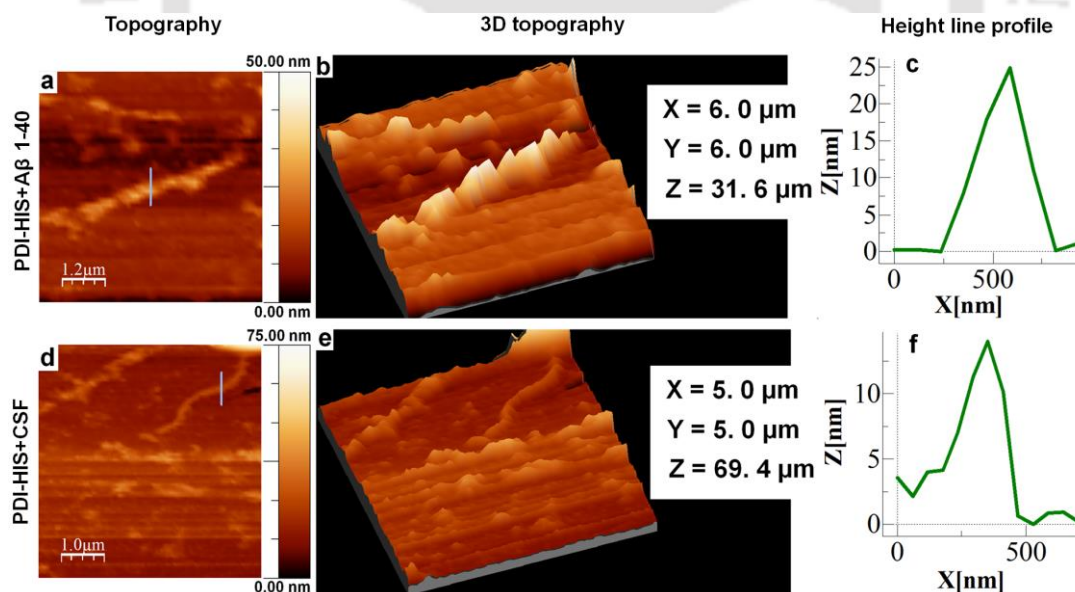 Topography
3D topography
Height line profile
PDI-HIS+Aβ 1-40
a
50.00 nm
1.2μm
0.00 nm
b
X = 6. 0 μm
Y = 6. 0 μm
Z = 31. 6 μm
c
Z[nm]
25
20
15
10
5
0
500
X[nm]
PDI-HIS+CSF
d
75.00 nm
1.0μm
0.00 nm
e
X = 5. 0 μm
Y = 5. 0 μm
Z = 69. 4 μm
f
Z[nm]
10
5
0
0
500
X[nm]